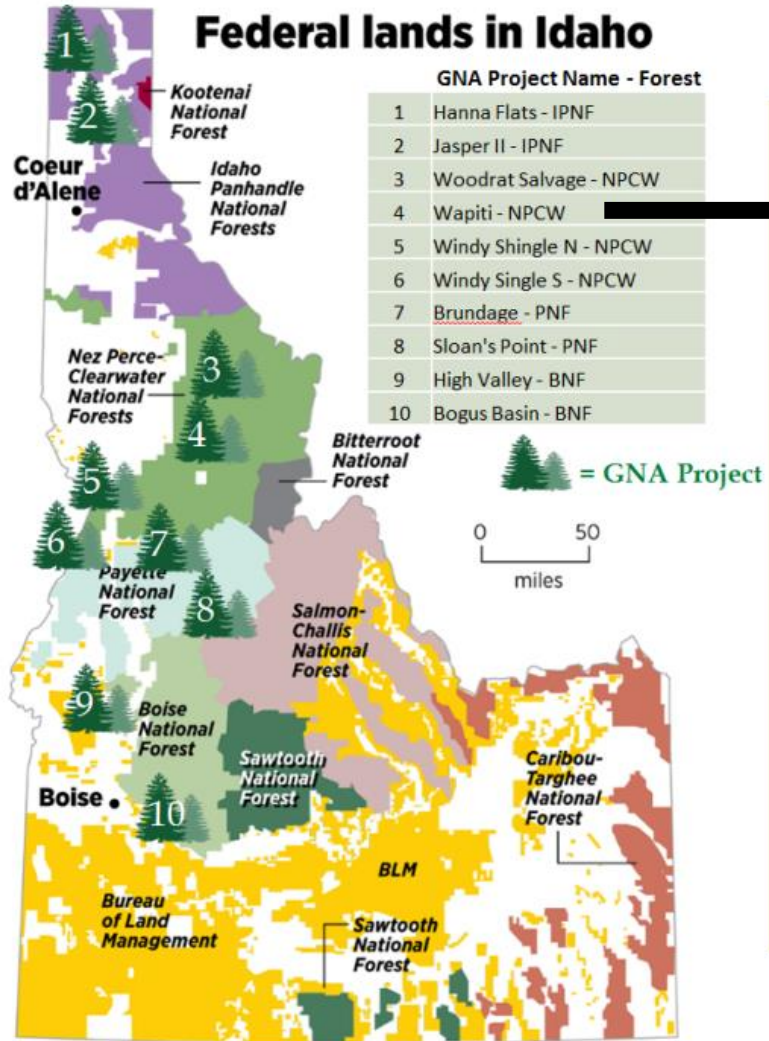 Federal lands in Idaho
GNA Project Name - Forest
1 Hanna Flats - IPNF
2 Jasper II - IPNF
3 Woodrat Salvage - NPCW
4 Wapiti - NPCW
5 Windy Shingle N - NPCW
6 Windy Single S - NPCW
7 Brundage - PNF
8 Sloan's Point - PNF
9 High Valley - BNF
10 Bogus Basin - BNF
= GNA Project
0 50
miles
1
2
Kootenai
National
Forest
Coeur
d'Alene
Idaho
Panhandle
National
Forests
Nez Perce-
Clearwater
National
Forests
3
4
Bitterroot
National
Forest
5
6
7
Payette
National
Forest
8
Salmon-
Challis
National
Forest
9
Boise
National
Forest
Sawtooth
National
Forest
Caribou-
Targhee
National
Forest
Boise
10
BLM
Bureau
of Land
Management
Sawtooth
National
Forest